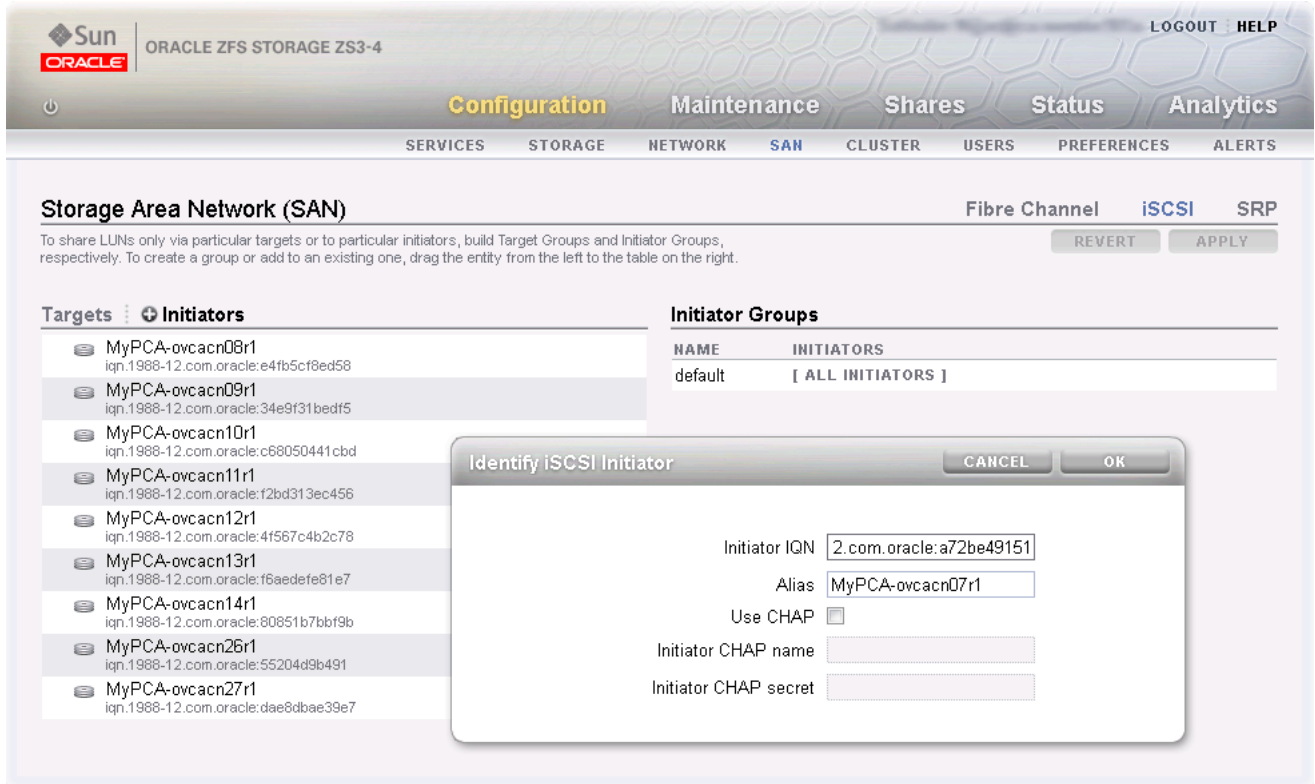 Sun
ORACLE
ORACLE ZFS STORAGE ZS3-4
LOGOUT HELP
Configuration Maintenance Shares Status Analytics
SERVICES STORAGE NETWORK SAN CLUSTER USERS PREFERENCES ALERTS
Storage Area Network (SAN)
Fibre Channel iSCSI SRP
To share LUNs only via particular targets or to particular initiators, build Target Groups and Initiator Groups,
respectively. To create a group or add to an existing one, drag the entity from the left to the table on the right.
REVERT APPLY
Targets Initiators
MyPCA-ovcacn08r1
iqn.1988-12.com.oracle:e4fb5cf8ed58
MyPCA-ovcacn09r1
iqn.1988-12.com.oracle:34e9f31bedf5
MyPCA-ovcacn10r1
iqn.1988-12.com.oracle:c68050441cbd
MyPCA-ovcacn11r1
iqn.1988-12.com.oracle:f2bd313ec456
MyPCA-ovcacn12r1
iqn.1988-12.com.oracle:4f567c4b2c78
MyPCA-ovcacn13r1
iqn.1988-12.com.oracle:f6aedefe81e7
MyPCA-ovcacn14r1
iqn.1988-12.com.oracle:80851b7bbf9b
MyPCA-ovcacn26r1
iqn.1988-12.com.oracle:55204d9b491
MyPCA-ovcacn27r1
iqn.1988-12.com.oracle:dae8dbae39e7
Initiator Groups
NAME INITIATORS
default [ ALL INITIATORS ]
Identify iSCSI Initiator
CANCEL OK
Initiator IQN 2.com.oracle:a72be49151
Alias MyPCA-ovcacn07r1
Use CHAP
Initiator CHAP name
Initiator CHAP secret